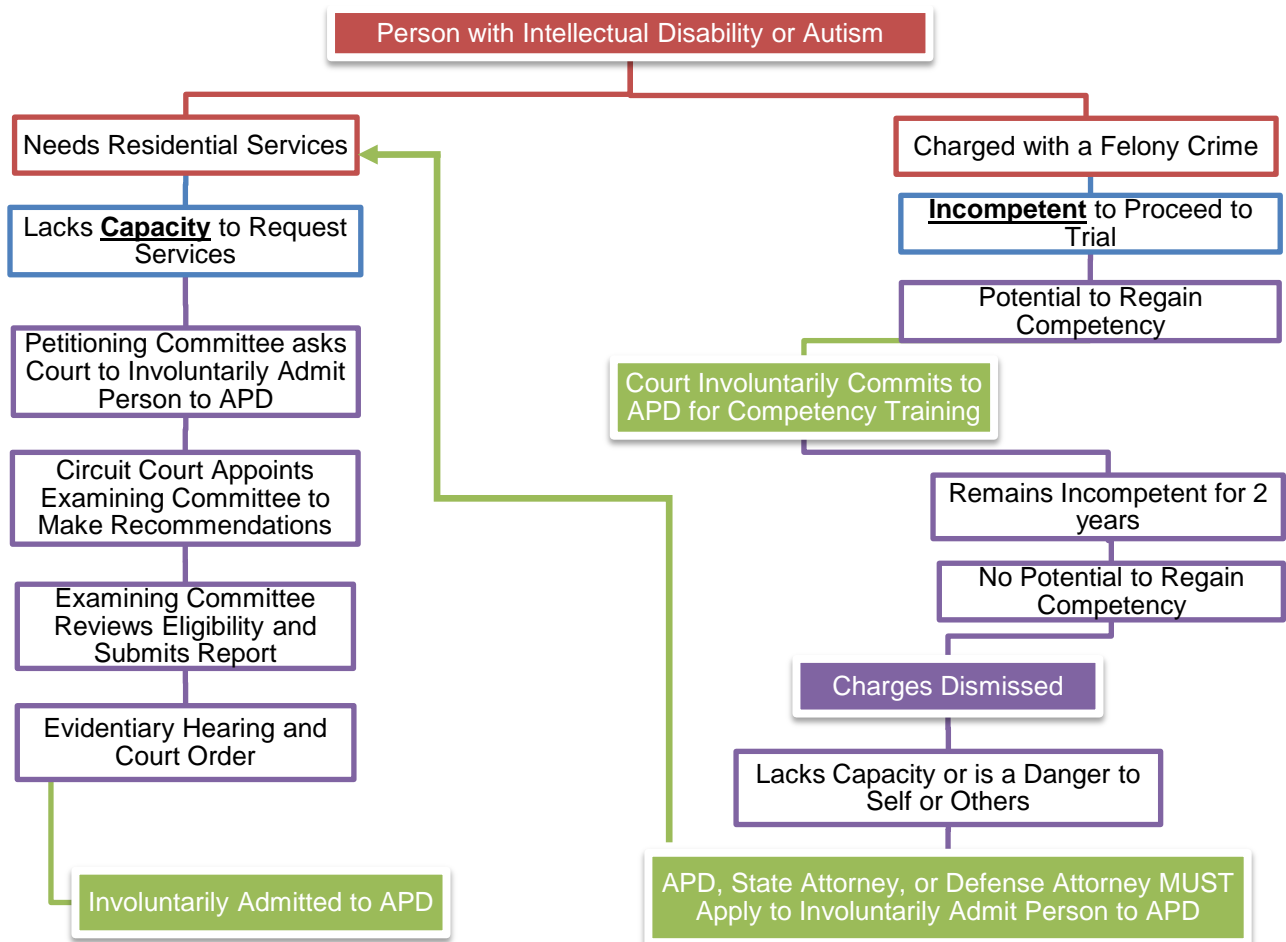 Person with Intellectual Disability or Autism
Needs Residential Services
Lacks Capacity to Request
Services
Petitioning Committee asks
Court to Involuntarily Admit
Person to APD
Circuit Court Appoints
Examining Committee to
Make Recommendations
Examining Committee
Reviews Eligibility and
Submits Report
Evidentiary Hearing and
Court Order
Involuntarily Admitted to APD
Charged with a Felony Crime
Incompetent to Proceed to
Trial
Potential to Regain
Competency
Court Involuntarily Commits to
APD for Competency Training
Remains Incompetent for 2
years
No Potential to Regain
Competency
Charges Dismissed
Lacks Capacity or is a Danger to
Self or Others
APD, State Attorney, or Defense Attorney MUST
Apply to Involuntarily Admit Person to APD